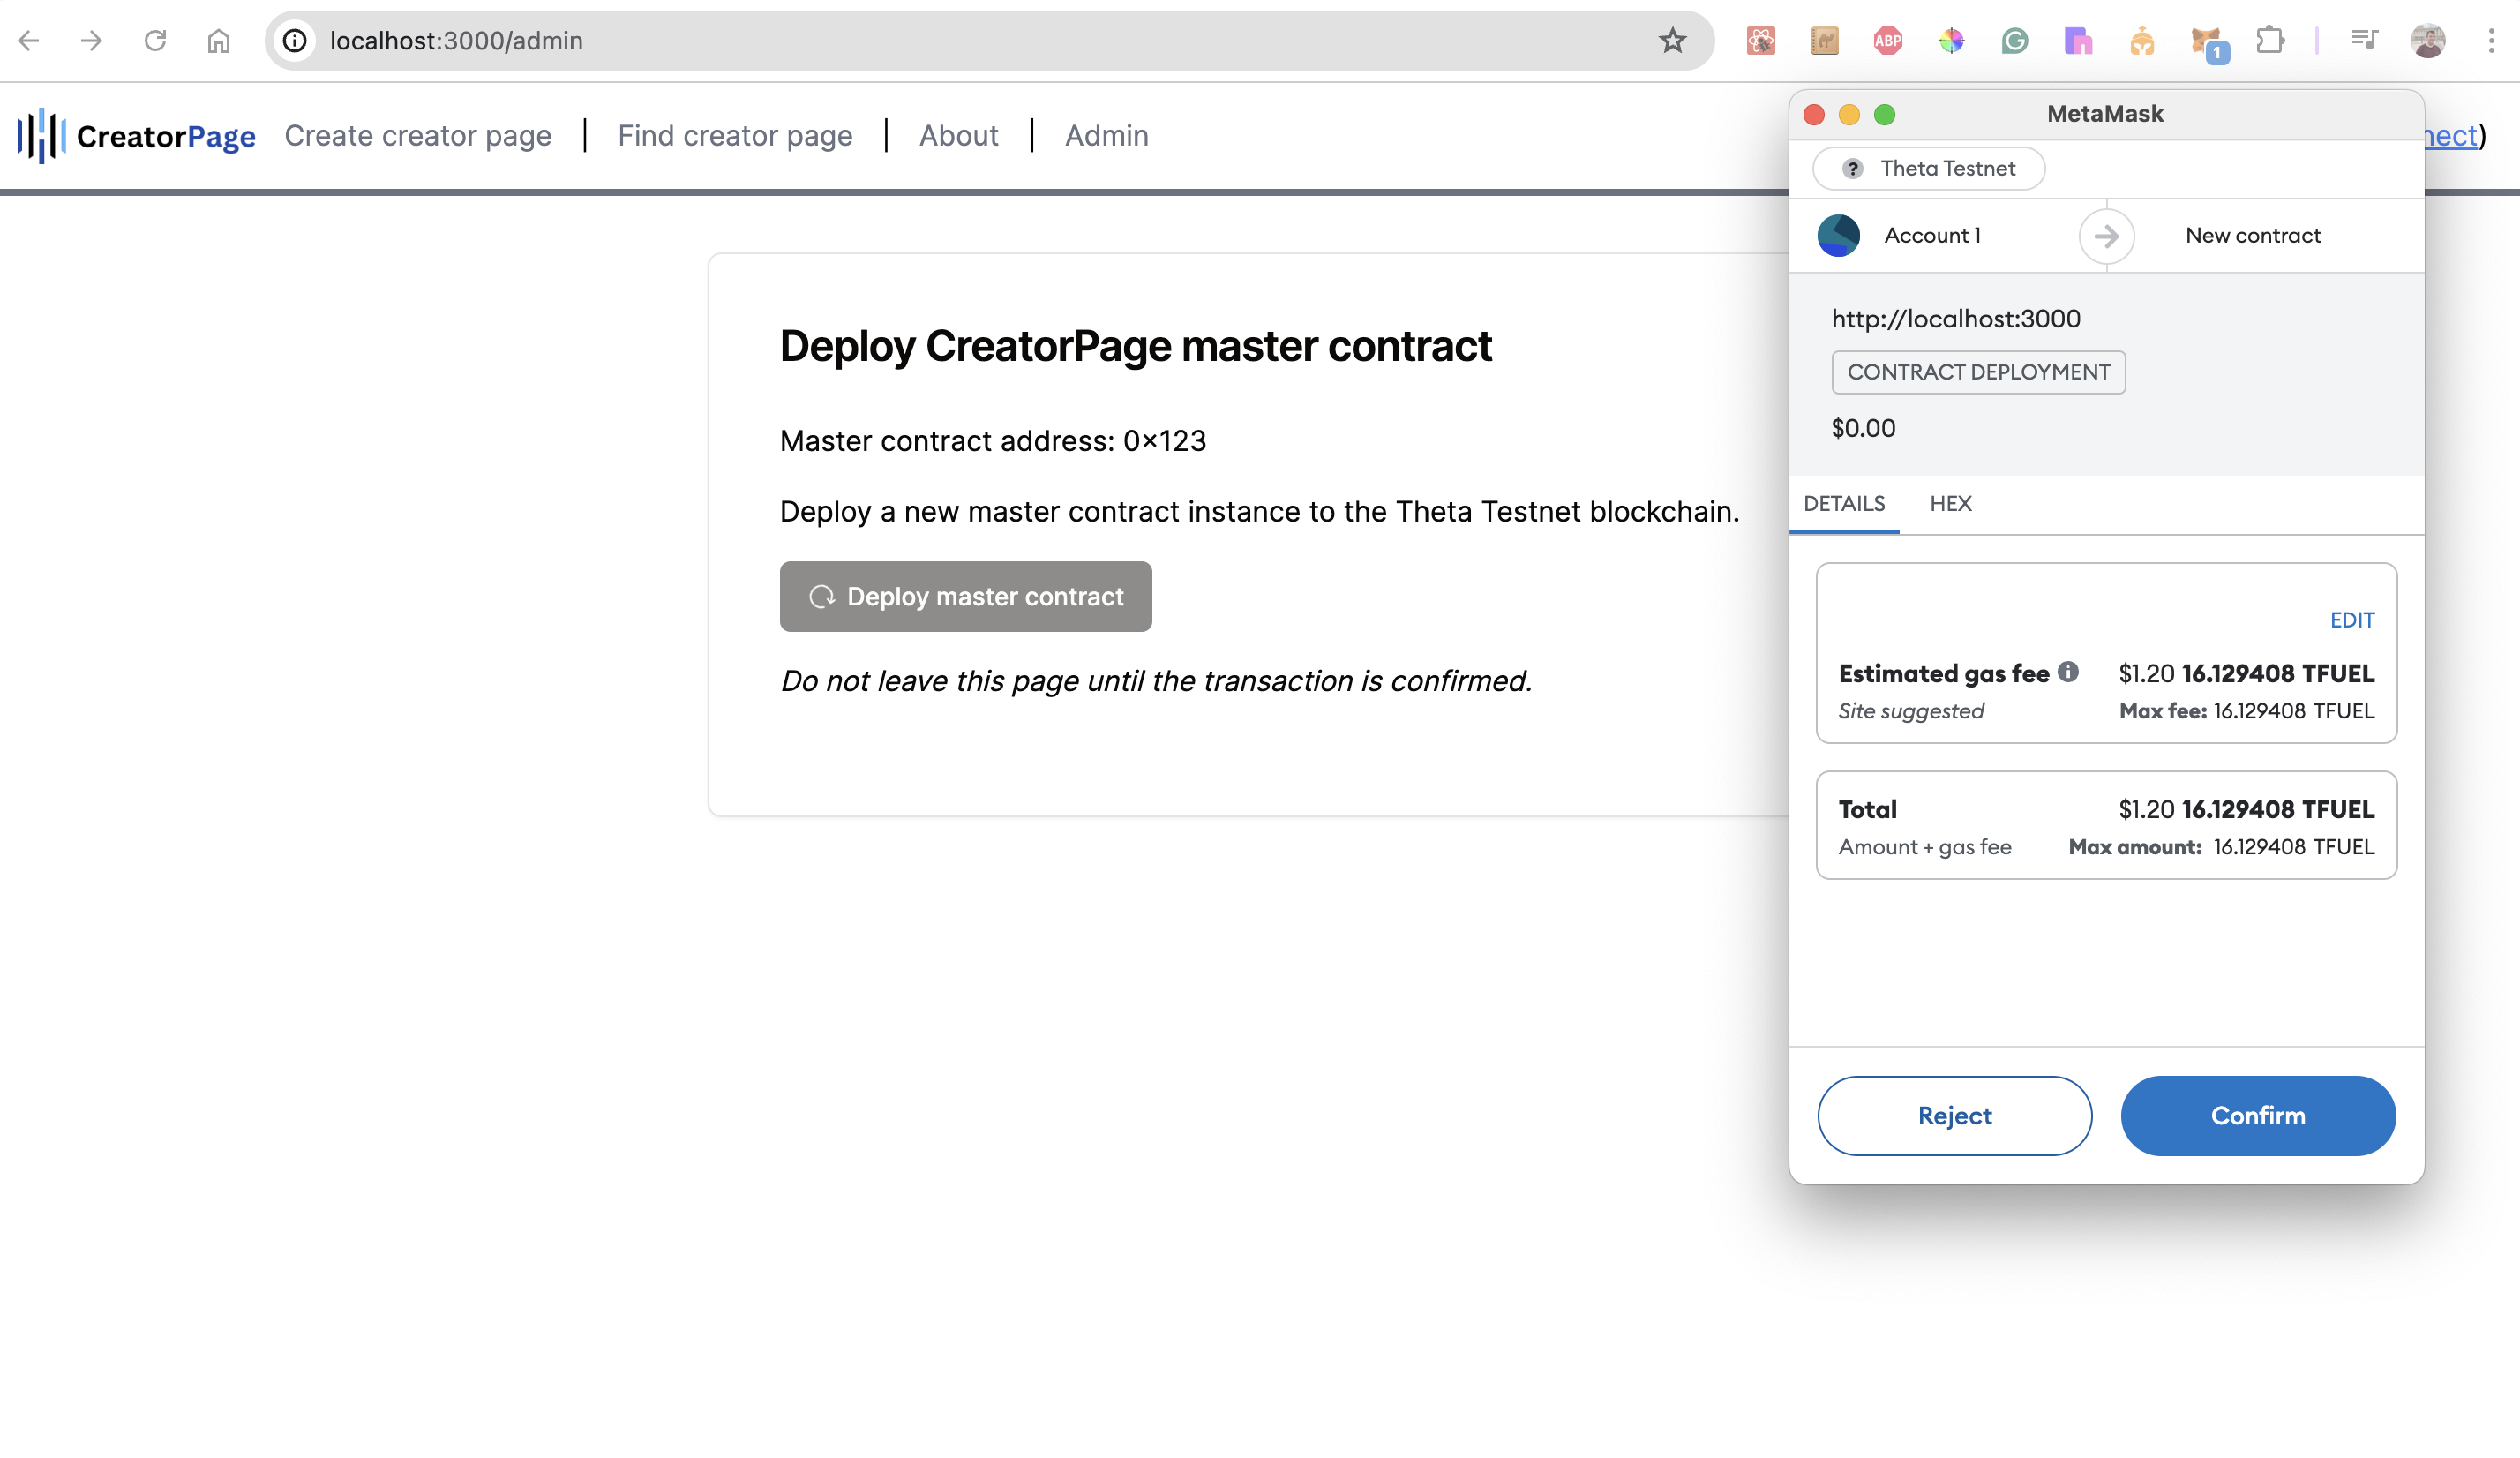 localhost:3000/admin
ABP
1
CreatorPage
Create creator page | Find creator page | About | Admin
nect)
Deploy CreatorPage master contract
Master contract address: 0×123
Deploy a new master contract instance to the Theta Testnet blockchain.
Deploy master contract
Do not leave this page until the transaction is confirmed.
MetaMask
? Theta Testnet
Account 1
New contract
http://localhost:3000
CONTRACT DEPLOYMENT
$0.00
DETAILS HEX
EDIT
Estimated gas fee $1.20 16.129408 TFUEL
Site suggested Max fee: 16.129408 TFUEL
Total $1.20 16.129408 TFUEL
Amount + gas fee Max amount: 16.129408 TFUEL
Reject Confirm